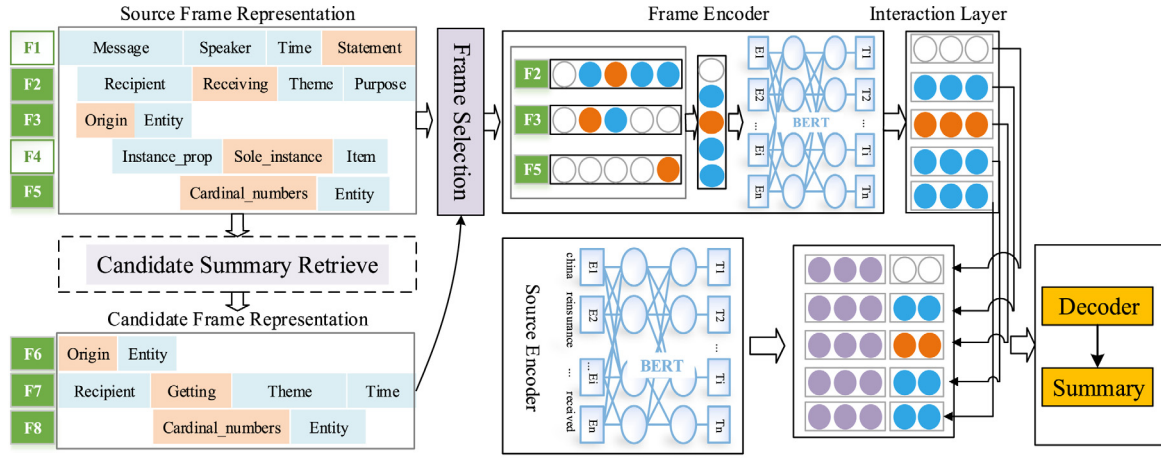 Source Frame Representation
F1 Message Speaker Time Statement
F2 Recipient Receiving Theme Purpose
F3 Origin Entity
F4 Instance_prop Sole_instance Item
F5 Cardinal_numbers Entity
Candidate Summary Retrieve
Candidate Frame Representation
F6 Origin Entity
F7 Recipient Getting Theme Time
F8 Cardinal_numbers Entity
Frame Selection
Frame Encoder
F2
F3
F5
E1 T1
E2 T2
... ...
BERT
Ei Ti
En Tn
Interaction Layer
Source Encoder
china E1 T1
reinsurance E2 T2
... ... ...
BERT
Ei Ti
received En Tn
Decoder
Summary